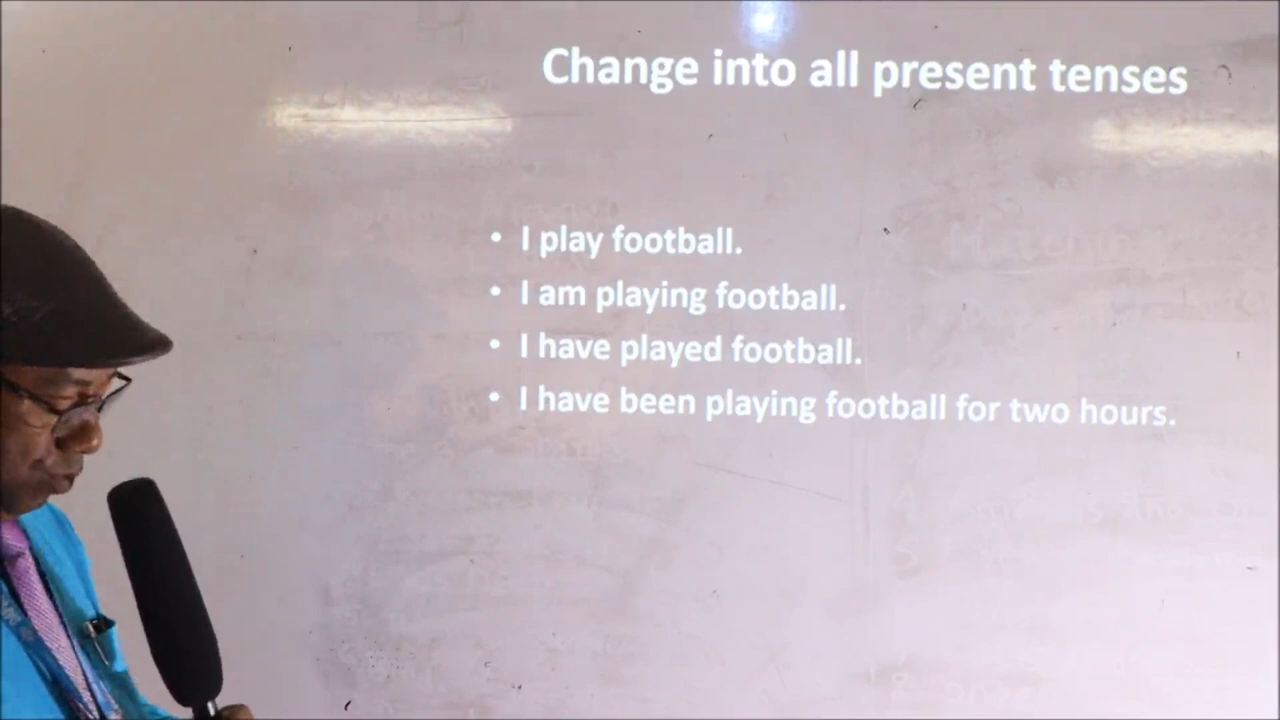 Change into all present tenses
• I play football.
• I am playing football.
• I have played football.
• I have been playing football for two hours.